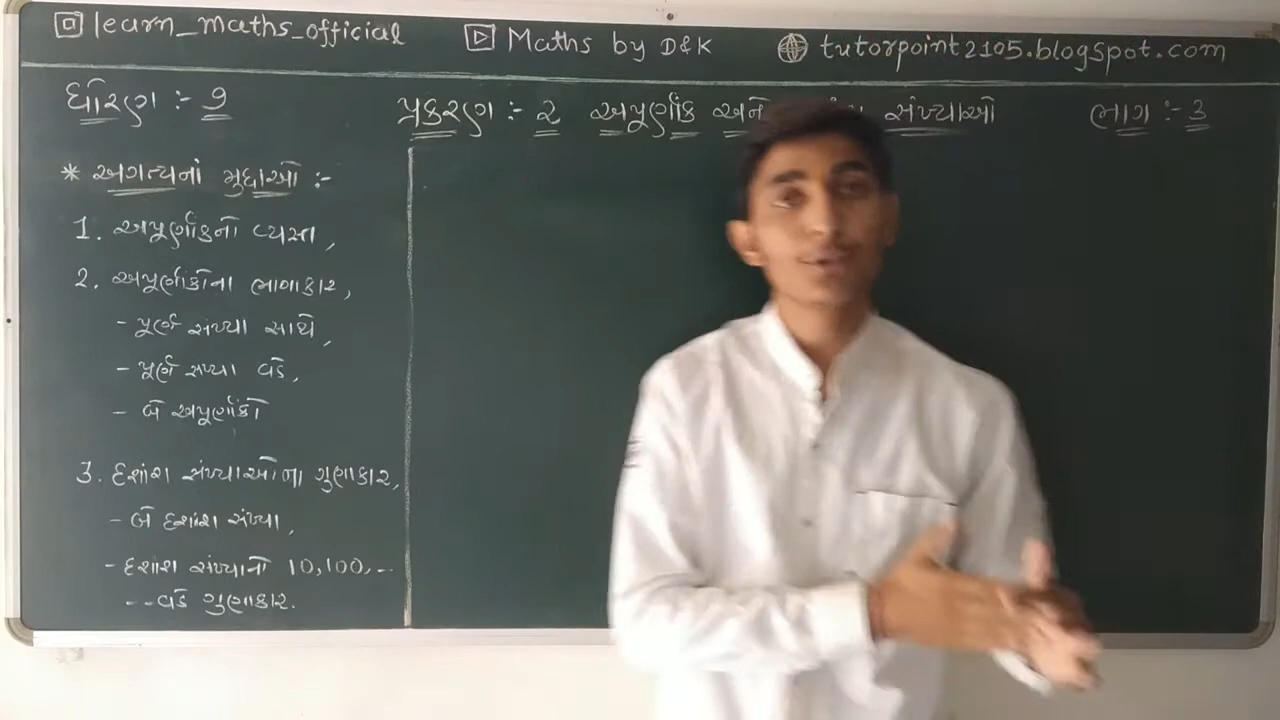 learn_maths_official
Maths by D&K
tutorpoint2105.blogspot.com
ધોરણ :- 7
પ્રકરણ :- ૨ અપૂર્ણાંક અને સંખ્યાઓ
ભાગ :- 3
* અગત્યનાં મુદ્દાઓ :-
1. અપૂર્ણાંકનો વ્યસ્ત,
2. અપૂર્ણાંકોના ભાગાકાર,
- પૂર્ણ સંખ્યા સાથે,
- પૂર્ણ સંખ્યા વડે,
- બે અપૂર્ણાંકો
3. દશાંશ સંખ્યાઓના ગુણાકાર,
- બે દશાંશ સંખ્યા,
- દશાંશ સંખ્યાનો 10,100,--
--વડે ગુણાકાર.